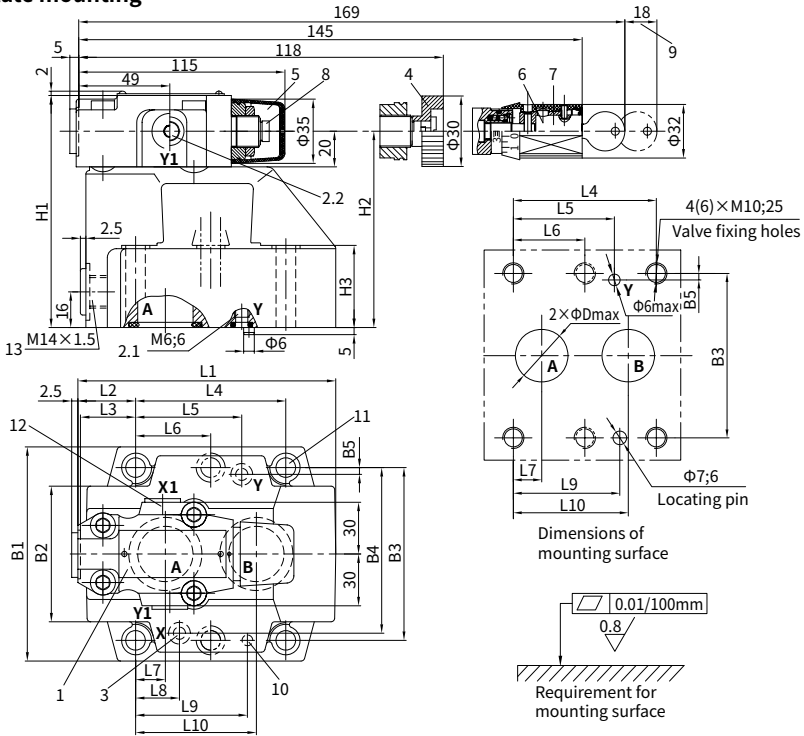 169
18
145
5
118
9
115
2
49
5
8
4
6
7
Φ35
20
Φ30
Φ32
Y1
2.2
H1
H2
L4
4(6)×M10;25
L5
Valve fixing holes
L6
2.5
H3
Y
Φ6max
B5
16
A
Y
2×ΦDmax
B3
M14×1.5
M6;6
Φ6
A
B
13
2.1
5
L1
2.5
L2
L4
L3
L5
11
12
L6
B5
L7
Φ7;6
L9
Locating pin
X1
Y
L10
30
Dimensions of
mounting surface
B1
B2
A
B
B4
B3
30
Y1
X
0.01/100mm
0.8
L7
1
3
L8
10
L9
Requirement for
L10
mounting surface